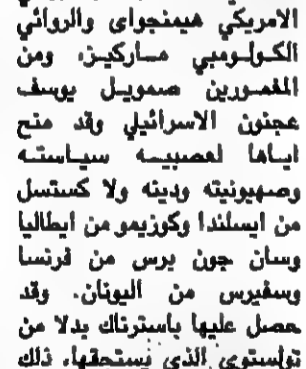 الامريكي هيمنجواى والروائي
الكولومبي ماركيز، ومن
المغمورين صمويل يوسف
عجنون الاسرائيلي وقد منح
اياها لعصبيه سياسته
وصهيونيته ودينه ولا كستسل
من ايسلندا وكوزيمو من ايطاليا
وسان جون برس من فرنسا
وسفيرس من اليونان. وقد
حصل عليها باسترناك بدلا من
تولستوي الذي يستحقها، ذلك